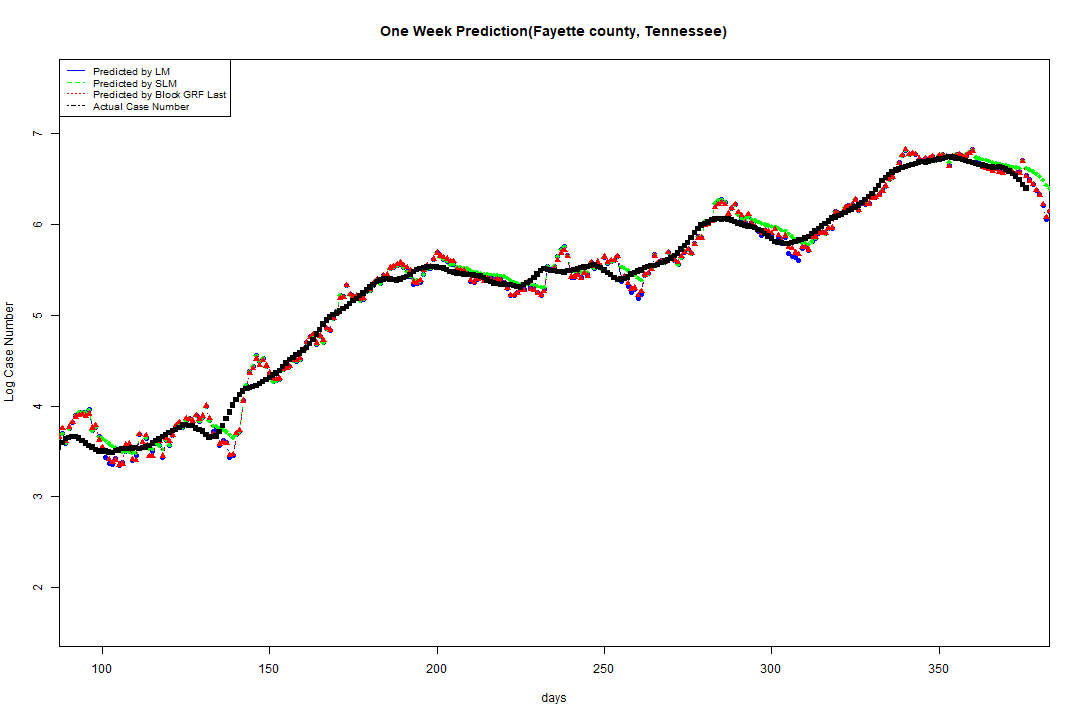 One Week Prediction(Fayette county, Tennessee)
Predicted by LM
Predicted by SLM
Predicted by Block GRF Last
Actual Case Number
7
6
5
4
3
2
Log Case Number
100 150 200 250 300 350
days